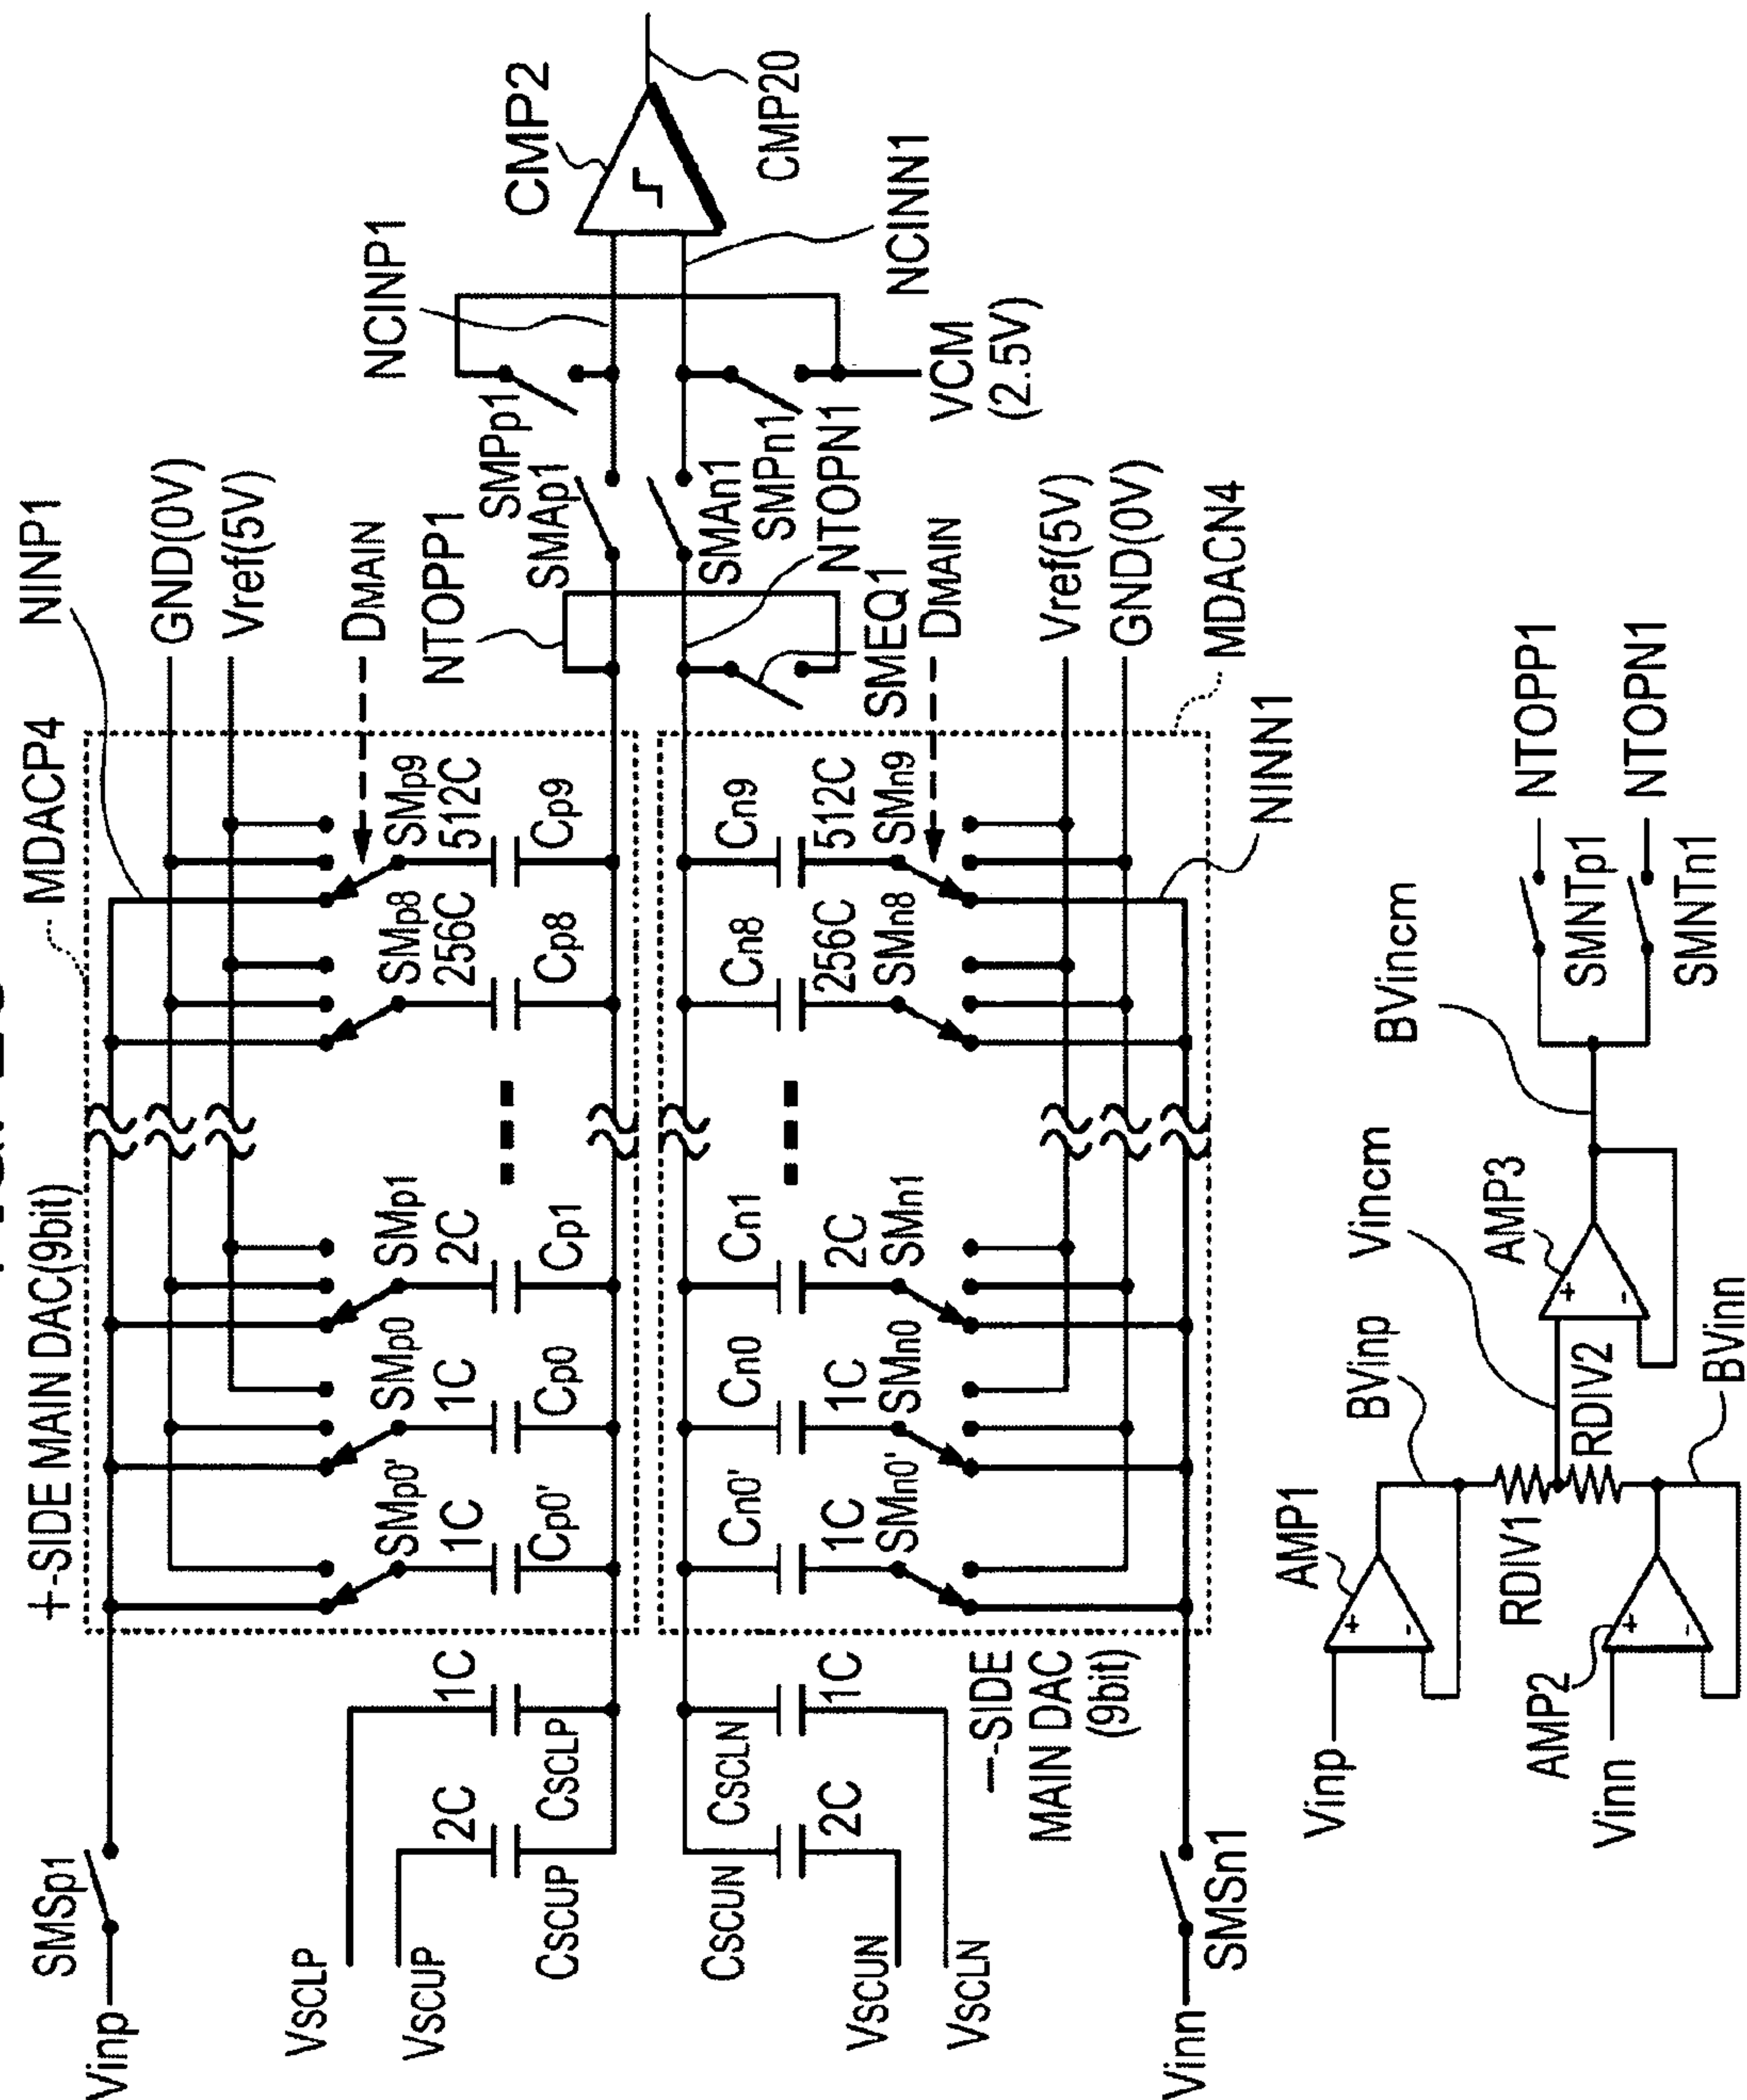 +-SIDE MAIN DAC(9bit)
MDACP4
NINP1
GND(0V)
Vref(5V)
DMAIN
NTOPP1
SMSp1
Vinp
VSCLP
VSCUP
2C
1C
CSCUP
CSCLP
SMp0'
1C
Cp0'
SMp0
1C
Cp0
SMp1
2C
Cp1
SMp8
256C
Cp8
SMp9
512C
Cp9
SMAp1
SMPp1
NCINP1
CMP2
CMP20
NCINN1
VCM
(2.5V)
SMAn1
SMPn1
NTOPN1
SMEQ1
DMAIN
Vref(5V)
GND(0V)
MDACN4
NINN1
CSCUN
2C
CSCLN
1C
Cn0'
1C
SMn0'
Cn0
1C
SMn0
Cn1
2C
SMn1
Cn8
256C
SMn8
Cn9
512C
SMn9
VSCUN
VSCLN
Vinn
SMSn1
--SIDE
MAIN DAC
(9bit)
Vinp
AMP1
+
-
BVinp
RDIV1
RDIV2
Vinn
AMP2
+
-
BVinn
Vincm
AMP3
+
-
BVincm
SMNTp1
NTOPP1
SMNTn1
NTOPN1